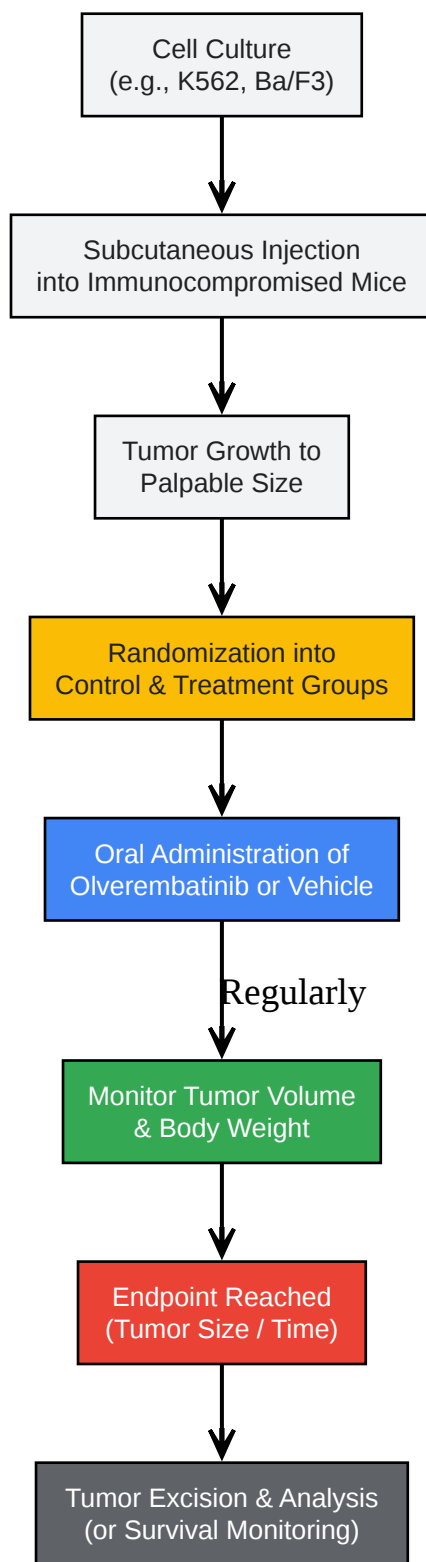 Cell Culture
(e.g., K562, Ba/F3)
Subcutaneous Injection
into Immunocompromised Mice
Tumor Growth to
Palpable Size
Randomization into
Control & Treatment Groups
Oral Administration of
Olverembatinib or Vehicle
Regularly
Monitor Tumor Volume
& Body Weight
Endpoint Reached
(Tumor Size / Time)
Tumor Excision & Analysis
(or Survival Monitoring)